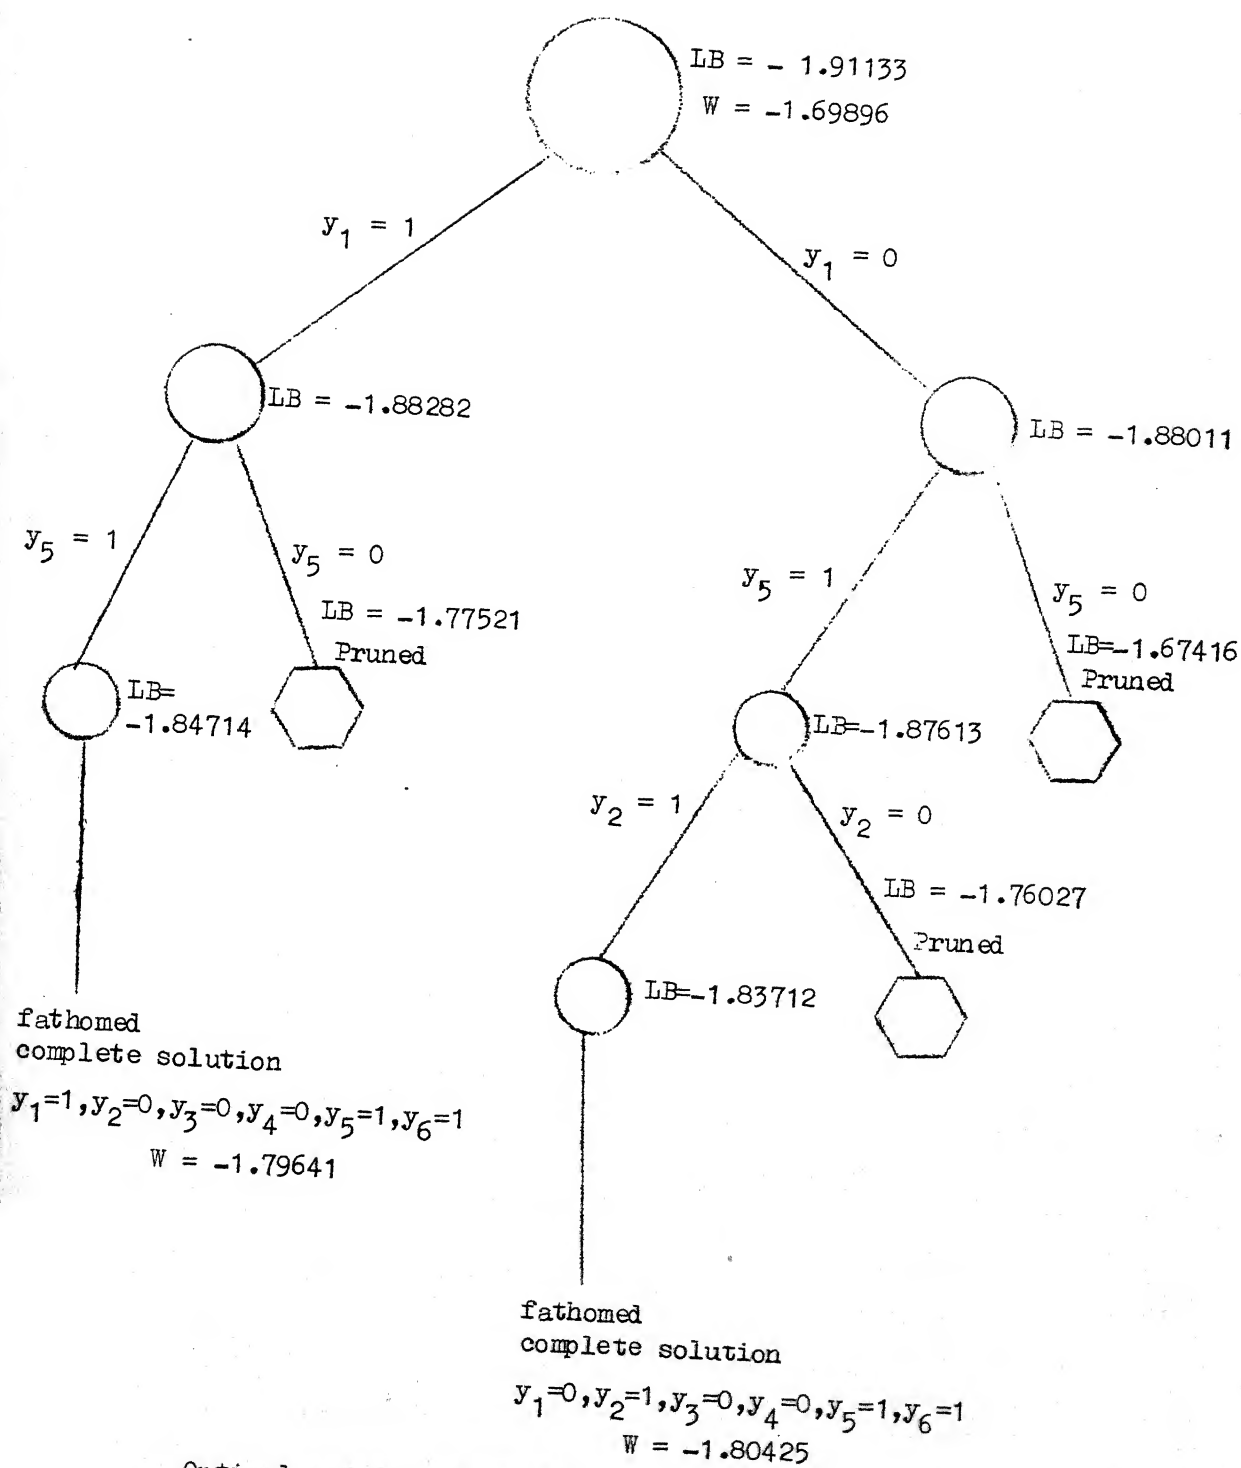 LB = - 1.91133
W = -1.69896
y1 = 1
y1 = 0
LB = -1.88282
LB = -1.88011
y5 = 1
y5 = 0
LB = -1.77521
Pruned
LB=
-1.84714
y5 = 1
y5 = 0
LB=-1.67416
Pruned
LB=-1.87613
y2 = 1
y2 = 0
LB = -1.76027
Pruned
LB=-1.83712
fathomed
complete solution
y1=1,y2=0,y3=0,y4=0,y5=1,y6=1
W = -1.79641
fathomed
complete solution
y1=0,y2=1,y3=0,y4=0,y5=1,y6=1
W = -1.80425